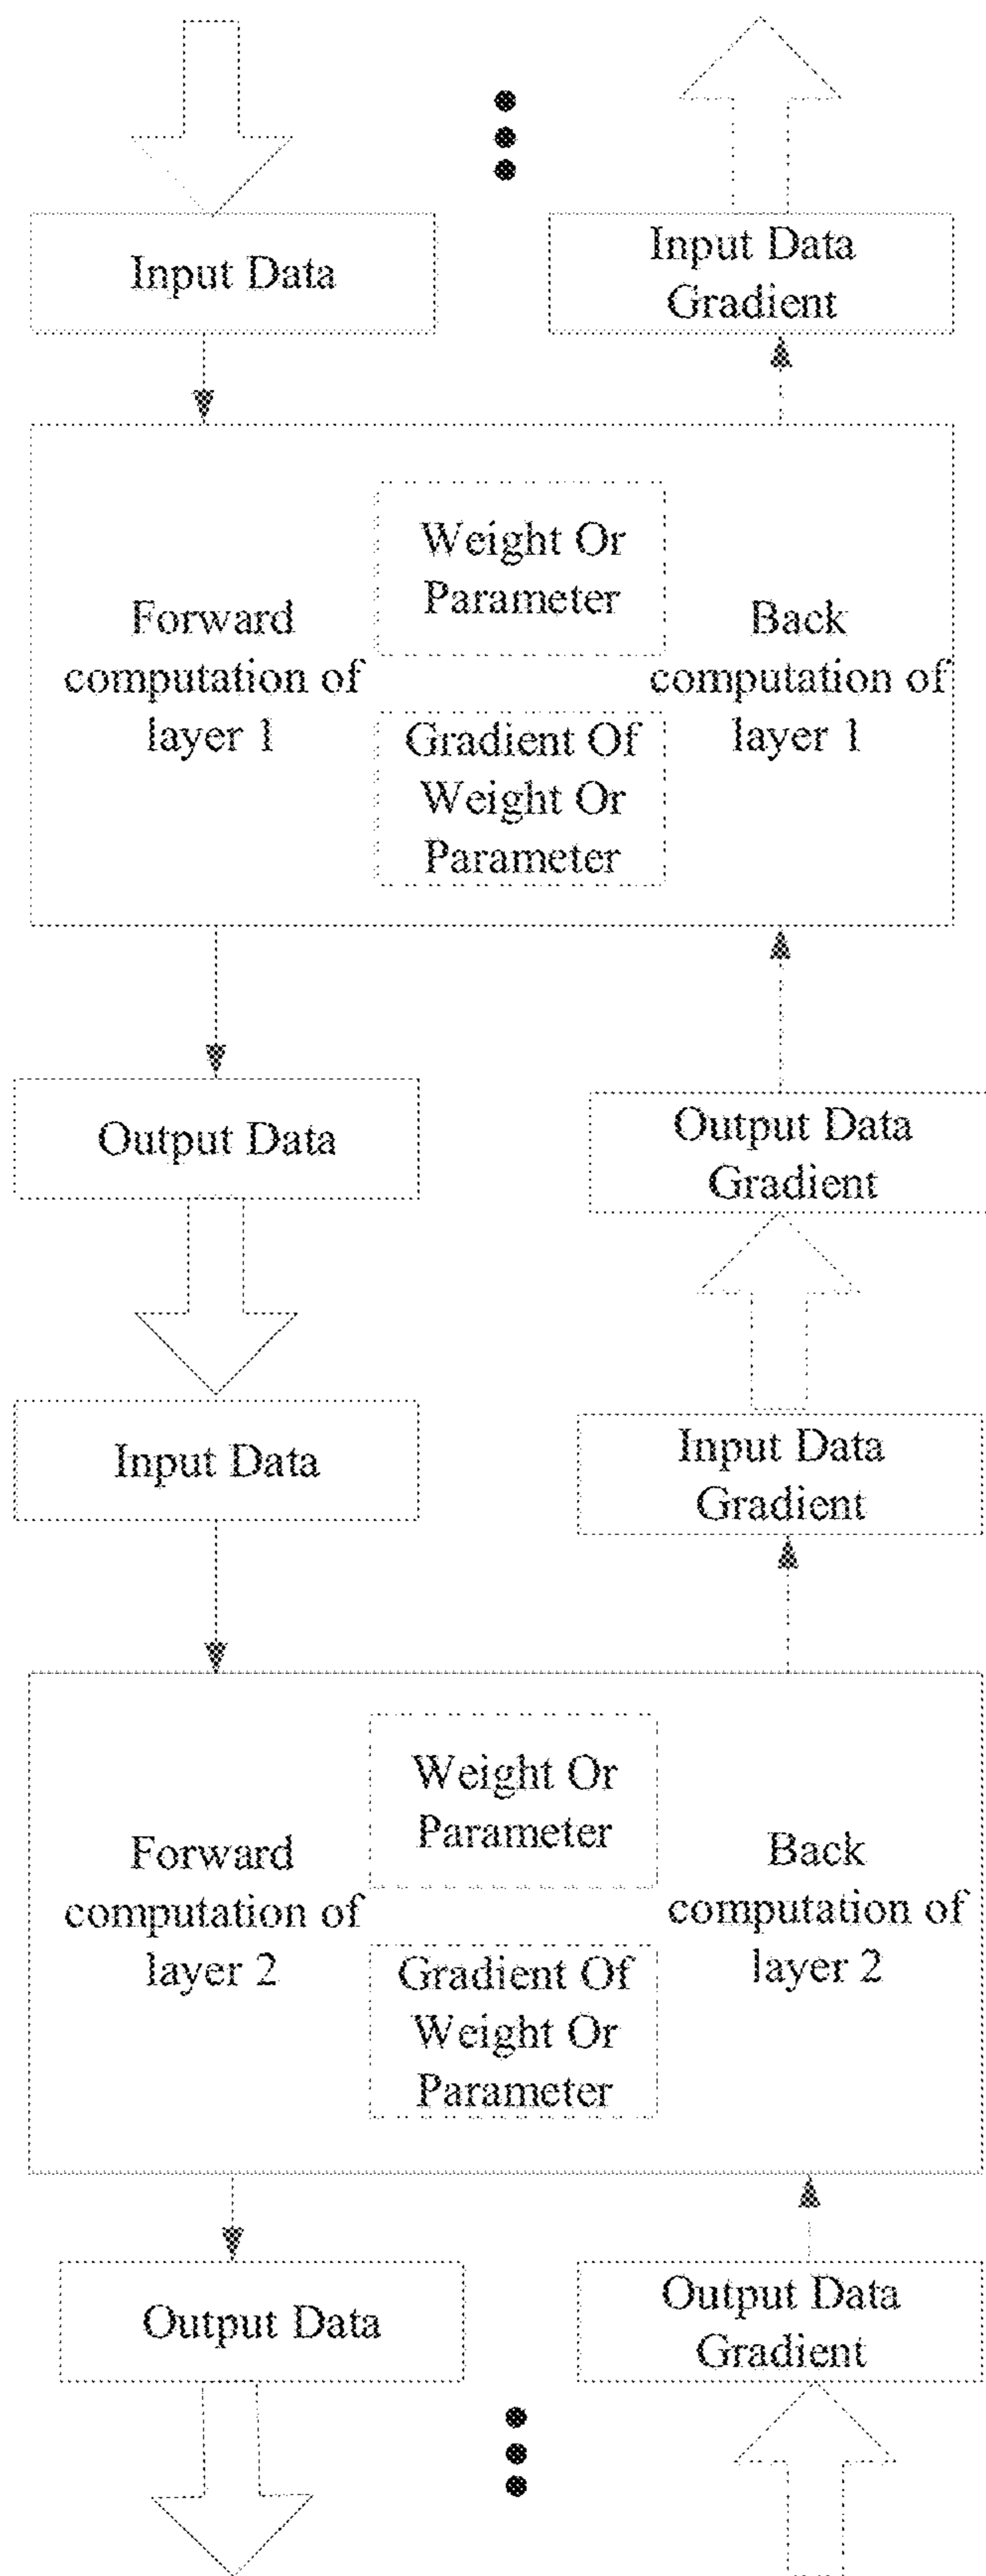 Input Data
Input Data
Gradient
Weight Or
Parameter
Forward
computation of
layer 1
Back
computation of
layer 1
Gradient Of
Weight Or
Parameter
Output Data
Output Data
Gradient
Input Data
Input Data
Gradient
Weight Or
Parameter
Forward
computation of
layer 2
Back
computation of
layer 2
Gradient Of
Weight Or
Parameter
Output Data
Output Data
Gradient